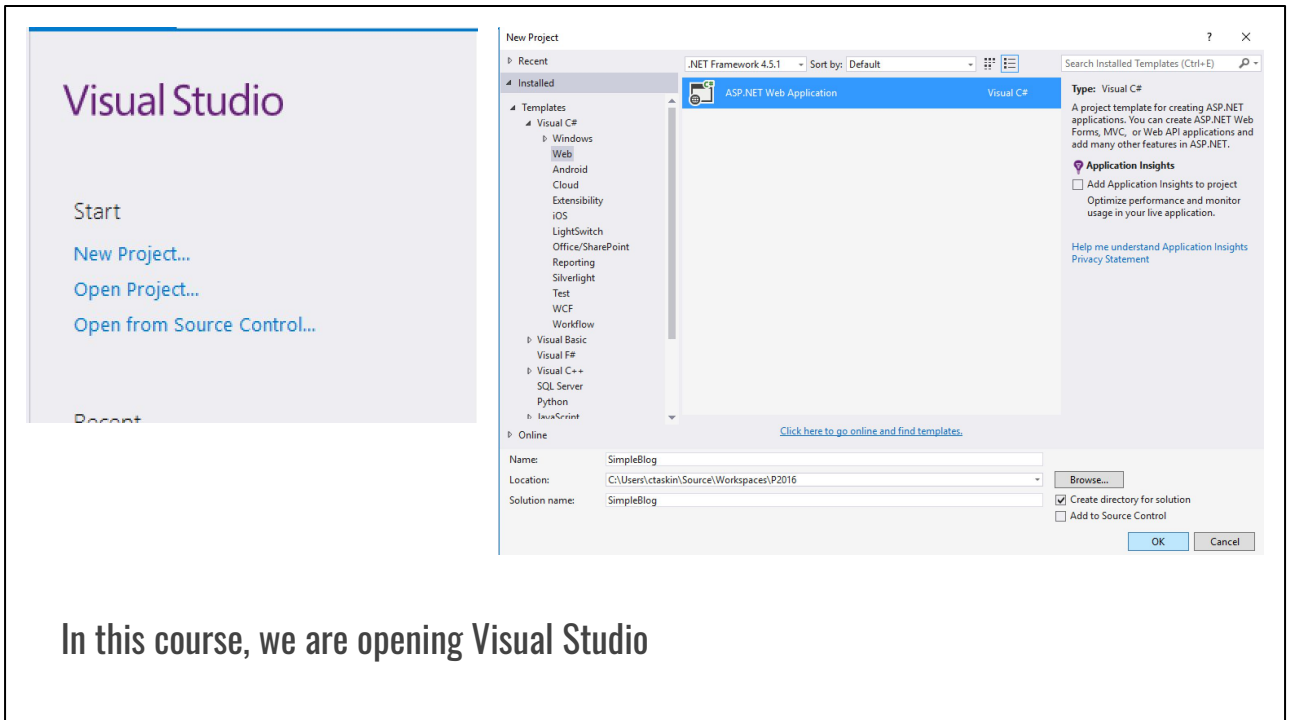 Visual Studio
Start
New Project...
Open Project...
Open from Source Control...
Recent
New Project
?
Recent
.NET Framework 4.5.1
Sort by: Default
Search Installed Templates (Ctrl+E)
Installed
Templates
Visual C#
Windows
Web
Android
Cloud
Extensibility
iOS
LightSwitch
Office/SharePoint
Reporting
Silverlight
Test
WCF
Workflow
Visual Basic
Visual F#
Visual C++
SQL Server
Python
JavaScript
Online
ASP.NET Web Application Visual C#
Click here to go online and find templates.
Type: Visual C#
A project template for creating ASP.NET
applications. You can create ASP.NET Web
Forms, MVC, or Web API applications and
add many other features in ASP.NET.
Application Insights
Add Application Insights to project
Optimize performance and monitor
usage in your live application.
Help me understand Application Insights
Privacy Statement
Name: SimpleBlog
Location: C:\Users\ctaskin\Source\Workspaces\P2016 Browse...
Solution name: SimpleBlog
Create directory for solution
Add to Source Control
OK Cancel
In this course, we are opening Visual Studio